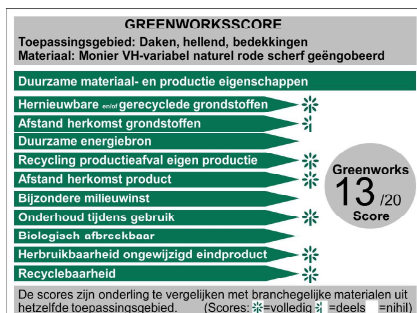 GREENWORKSSCORE
Toepassingsgebied: Daken, hellend, bedekkingen
Materiaal: Monier VH-variabel naturel rode scherf geëngobeerd
Duurzame materiaal- en productie eigenschappen
Hernieuwbare en/of gerecyclede grondstoffen
Afstand herkomst grondstoffen
Duurzame energiebron
Recycling productieafval eigen productie
Afstand herkomst product
Bijzondere milieuwinst
Onderhoud tijdens gebruik
Biologisch afbreekbaar
Herbruikbaarheid ongewijzigd eindproduct
Recyclebaarheid
Greenworks
13/20
Score
De scores zijn onderling te vergelijken met branchegelijke materialen uit
hetzelfde toepassingsgebied. (Scores: =volledig =deels =nihil)